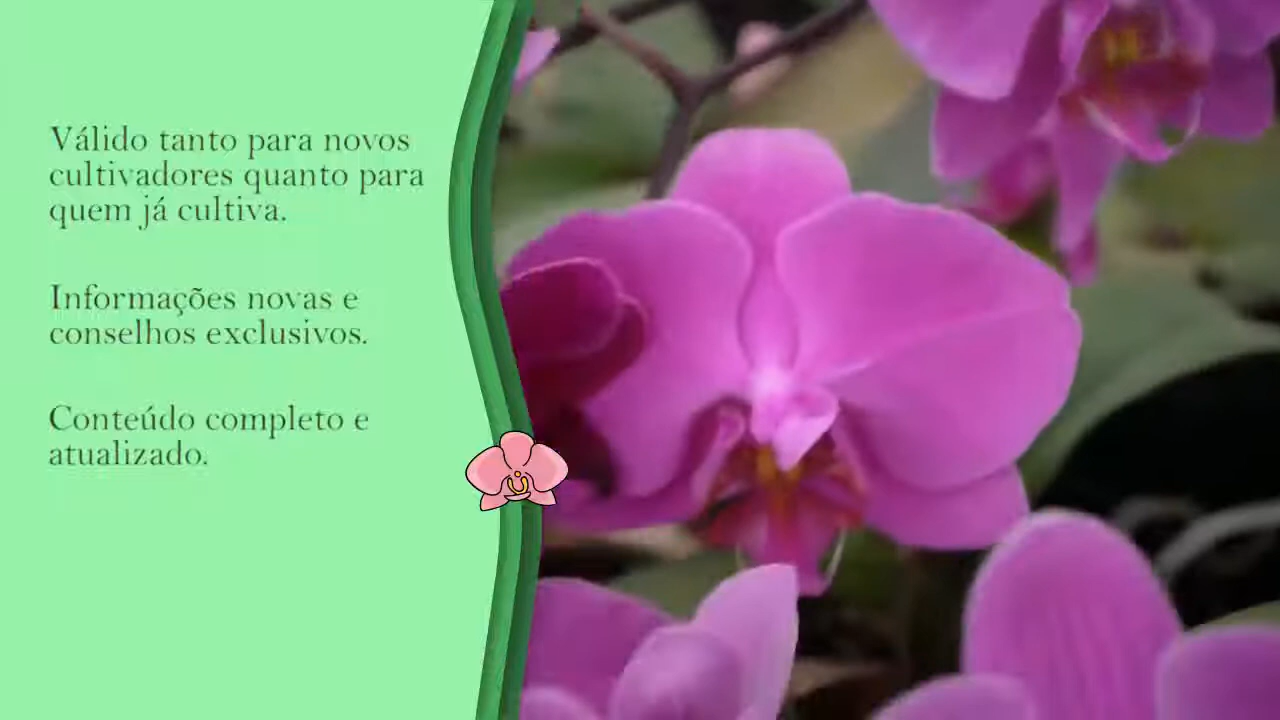 Válido tanto para novos
cultivadores quanto para
quem já cultiva.
Informações novas e
conselhos exclusivos.
Conteúdo completo e
atualizado.